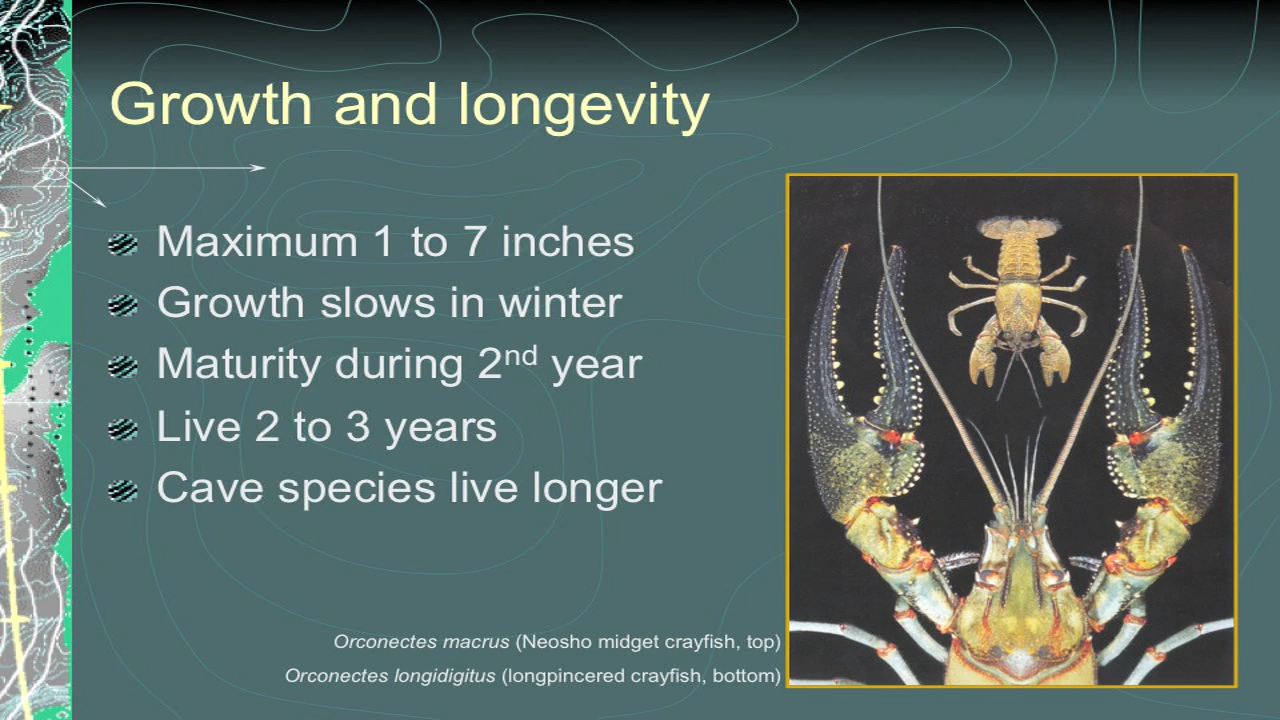 Growth and longevity
Maximum 1 to 7 inches
Growth slows in winter
Maturity during 2nd year
Live 2 to 3 years
Cave species live longer
Orconectes macrus (Neosho midget crayfish, top)
Orconectes longidigitus (longpincered crayfish, bottom)